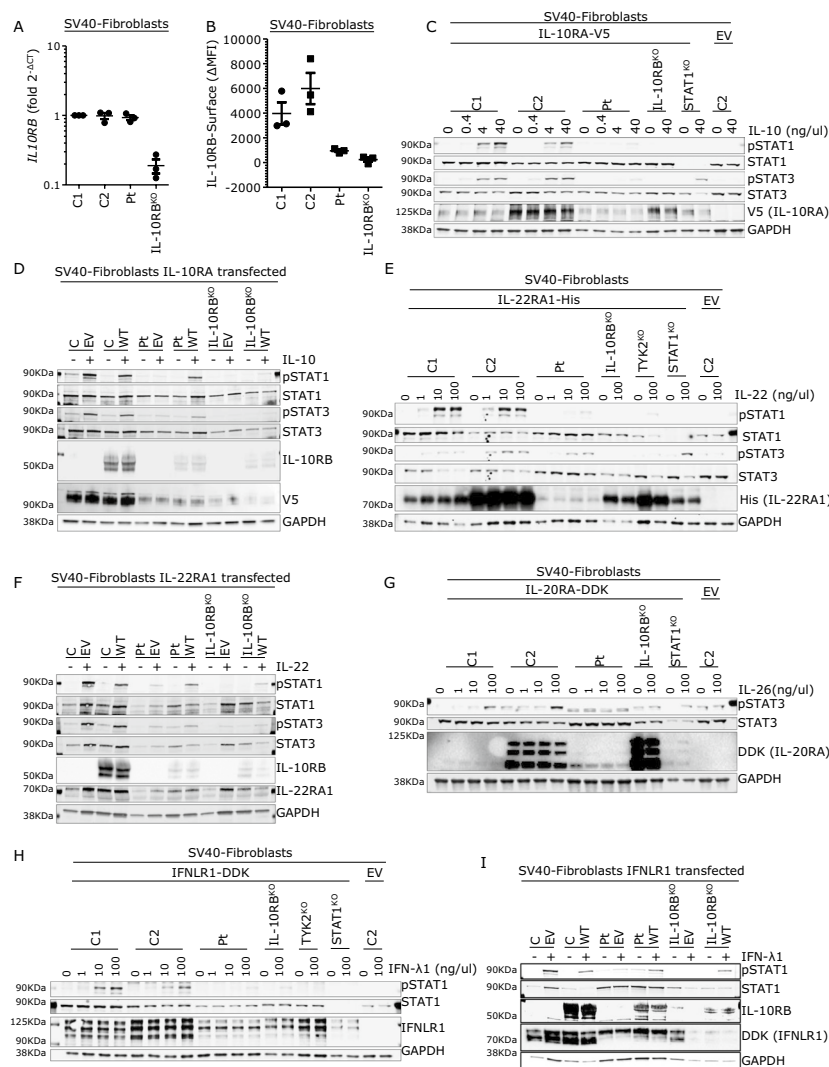 A
SV40-Fibroblasts
IL10RB (fold 2-ΔCT)
10
1
0.1
C1
C2
Pt
IL-10RBKO
B
SV40-Fibroblasts
IL-10RB-Surface (ΔMFI)
10000
8000
6000
4000
2000
0
-2000
C1
C2
Pt
IL-10RBKO
C
SV40-Fibroblasts
IL-10RA-V5
EV
C1 C2 Pt IL-10RBKO STAT1KO C2
0 0.4 4 40 0 0.4 4 40 0 0.4 4 40 0 40 0 40 0 40 IL-10 (ng/ul)
90KDa pSTAT1
90KDa STAT1
90KDa pSTAT3
90KDa STAT3
125KDa V5 (IL-10RA)
38KDa GAPDH
D
SV40-Fibroblasts IL-10RA transfected
C EV C WT Pt EV Pt WT IL-10RBKO EV IL-10RBKO WT
- + - + - + - + - + - + IL-10
90KDa pSTAT1
90KDa STAT1
90KDa pSTAT3
90KDa STAT3
50KDa IL-10RB
90KDa V5
38KDa GAPDH
E
SV40-Fibroblasts
IL-22RA1-His
EV
C1 C2 Pt IL-10RBKO TYK2KO STAT1KO C2
0 1 10 100 0 1 10 100 0 1 10 100 0 100 0 100 0 100 0 100 IL-22 (ng/ul)
90KDa pSTAT1
90KDa STAT1
90KDa pSTAT3
90KDa STAT3
70KDa His (IL-22RA1)
38KDa GAPDH
F
SV40-Fibroblasts IL-22RA1 transfected
C EV C WT Pt EV Pt WT IL-10RBKO EV IL-10RBKO WT
- + - + - + - + - + - + IL-22
90KDa pSTAT1
90KDa STAT1
90KDa pSTAT3
90KDa STAT3
50KDa IL-10RB
70KDa IL-22RA1
38KDa GAPDH
G
SV40-Fibroblasts
IL-20RA-DDK
EV
C1 C2 Pt IL-10RBKO STAT1KO C2
0 1 10 100 0 1 10 100 0 1 10 100 0 100 0 100 0 100 IL-26(ng/ul)
90KDa pSTAT3
90KDa STAT3
125KDa DDK (IL-20RA)
38KDa GAPDH
H
SV40-Fibroblasts
IFNLR1-DDK
EV
C1 C2 Pt IL-10RBKO TYK2KO STAT1KO C2
0 1 10 100 0 1 10 100 0 1 10 100 0 100 0 100 0 100 0 100 IFN-λ1 (ng/ul)
90KDa pSTAT1
90KDa STAT1
125KDa IFNLR1
90KDa
38KDa GAPDH
I
SV40-Fibroblasts IFNLR1 transfected
C EV C WT Pt EV Pt WT IL-10RBKO EV IL-10RBKO WT
- + - + - + - + - + - + IFN-λ1
90KDa pSTAT1
90KDa STAT1
50KDa IL-10RB
70KDa DDK (IFNLR1)
38KDa GAPDH